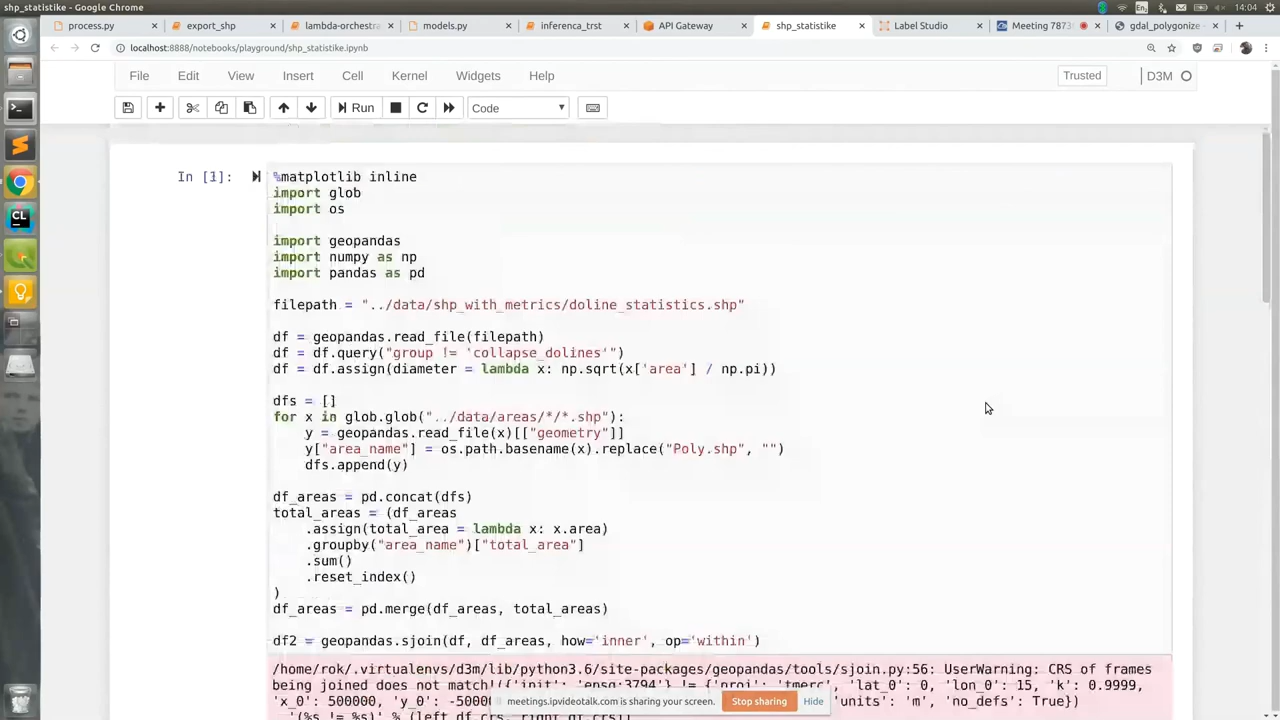 shp_statistike - Google Chrome
14:04
process.py
export_shp
lambda-orchestra
models.py
inferenca_trst
API Gateway
shp_statistike
Label Studio
Meeting 7873
gdal_polygonize -
localhost:8888/notebooks/playground/shp_statistike.ipynb
File Edit View Insert Cell Kernel Widgets Help
Trusted
D3M
Run
Code
In [1]:
%matplotlib inline
import glob
import os
import geopandas
import numpy as np
import pandas as pd
filepath = "../data/shp_with_metrics/doline_statistics.shp"
df = geopandas.read_file(filepath)
df = df.query("group != 'collapse_dolines'")
df = df.assign(diameter = lambda x: np.sqrt(x['area'] / np.pi))
dfs = []
for x in glob.glob("../data/areas/*/*.shp"):
y = geopandas.read_file(x)[["geometry"]]
y["area_name"] = os.path.basename(x).replace("Poly.shp", "")
dfs.append(y)
df_areas = pd.concat(dfs)
total_areas = (df_areas
.assign(total_area = lambda x: x.area)
.groupby("area_name")["total_area"]
.sum()
.reset_index()
)
df_areas = pd.merge(df_areas, total_areas)
df2 = geopandas.sjoin(df, df_areas, how='inner', op='within')
/home/rok/.virtualenvs/d3m/lib/python3.6/site-packages/geopandas/tools/sjoin.py:56: UserWarning: CRS of frames
being joined does not match!({'init': 'epsg:3794'} != {'proj': 'tmerc', 'lat_0': 0, 'lon_0': 15, 'k': 0.9999,
'x_0': 500000, 'y_0': -50000
'units': 'm', 'no_defs': True})
'(%s != %s)' % (left_df.crs, right_df.crs))
meetings.ipvideotalk.com is sharing your screen.
Stop sharing
Hide
CL